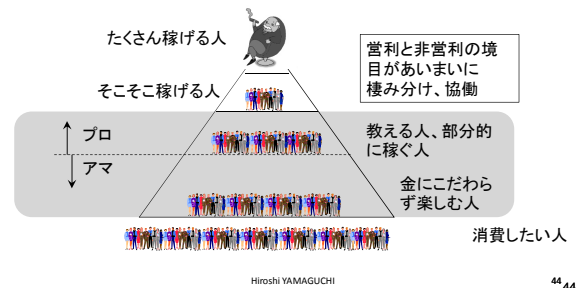 たくさん稼げる人
営利と非営利の境
目があいまいに
棲み分け、協働
そこそこ稼げる人
プロ
アマ
教える人、部分的
に稼ぐ人
金にこだわら
ず楽しむ人
消費したい人
Hiroshi YAMAGUCHI
44
44